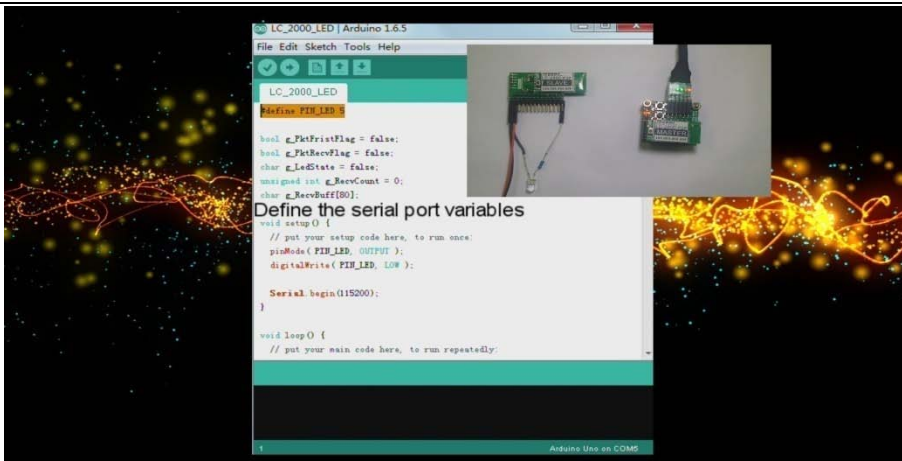 LC_2000_LED | Arduino 1.6.5
File Edit Sketch Tools Help
LC_2000_LED
#define PIN_LED 5
bool g_PktFristFlag = false;
bool g_PktRecvFlag = false;
char g_LedState = false;
unsigned int g_RecvCount = 0;
char g_RecvBuff[80];
Define the serial port variables
void setup() {
// put your setup code here, to run once:
pinMode( PIN_LED, OUTPUT );
digitalWrite( PIN_LED, LOW );
Serial.begin(115200);
}
void loop() {
// put your main code here, to run repeatedly:
SLAVE
MASTER
1
Arduino Uno on COM5